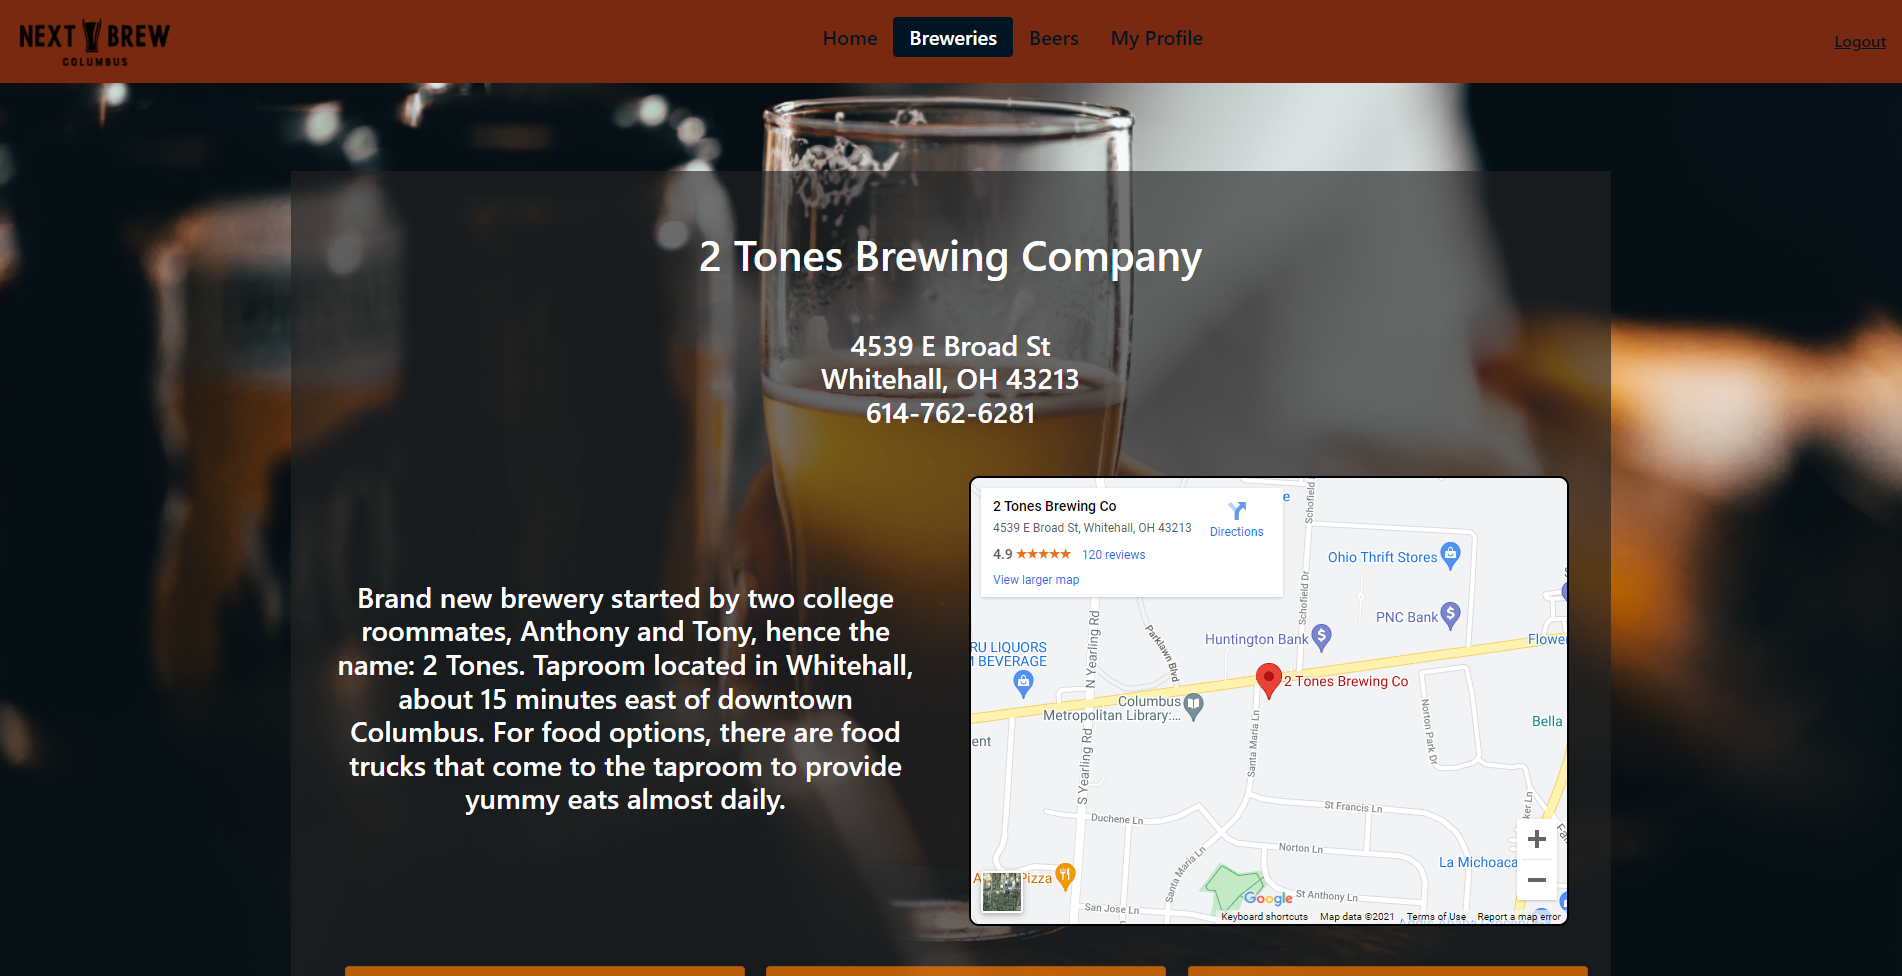 NEXT BREW
COLUMBUS
Home
Breweries
Beers
My Profile
Logout
2 Tones Brewing Company
4539 E Broad St
Whitehall, OH 43213
614-762-6281
Brand new brewery started by two college
roommates, Anthony and Tony, hence the
name: 2 Tones. Taproom located in Whitehall,
about 15 minutes east of downtown
Columbus. For food options, there are food
trucks that come to the taproom to provide
yummy eats almost daily.
2 Tones Brewing Co
4539 E Broad St, Whitehall, OH 43213
Directions
4.9
120 reviews
View larger map
Schofield
Schofield Dr
Ohio Thrift Stores
PNC Bank
Huntington Bank
Flower
RU LIQUORS
BEVERAGE
N Yearling Rd
Parklawn Blvd
2 Tones Brewing Co
Columbus
Metropolitan Library:...
Norton Park Dr
Bella
ent
Santa Maria Ln
S Yearling Rd
St Francis Ln
ker Ln
Duchene Ln
Norton Ln
La Michoaca
Santa Maria Ln
Pizza
St Anthony Ln
San Jose Ln
Google
Keyboard shortcuts
Map data ©2021
Terms of Use
Report a map error